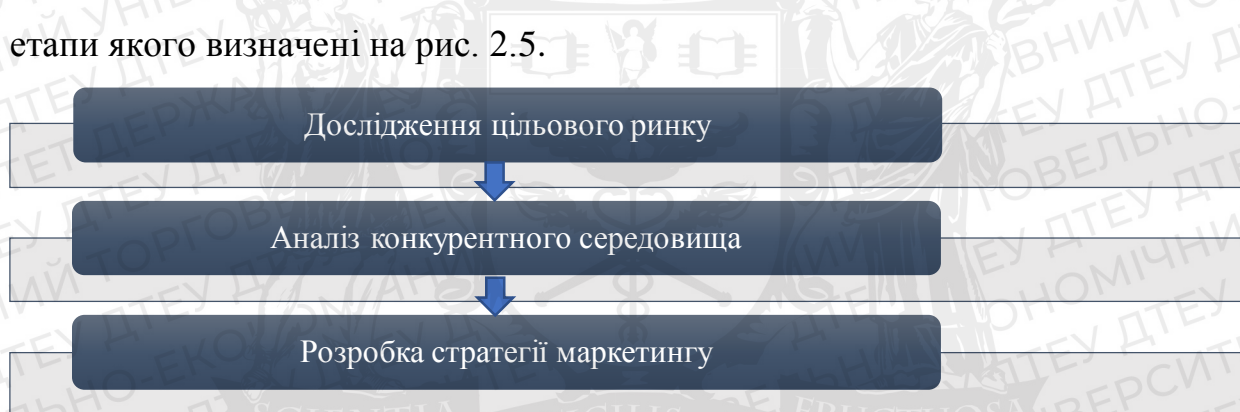 етапи якого визначені на рис. 2.5.
Дослідження цільового ринку
Аналіз конкурентного середовища
Розробка стратегії маркетингу